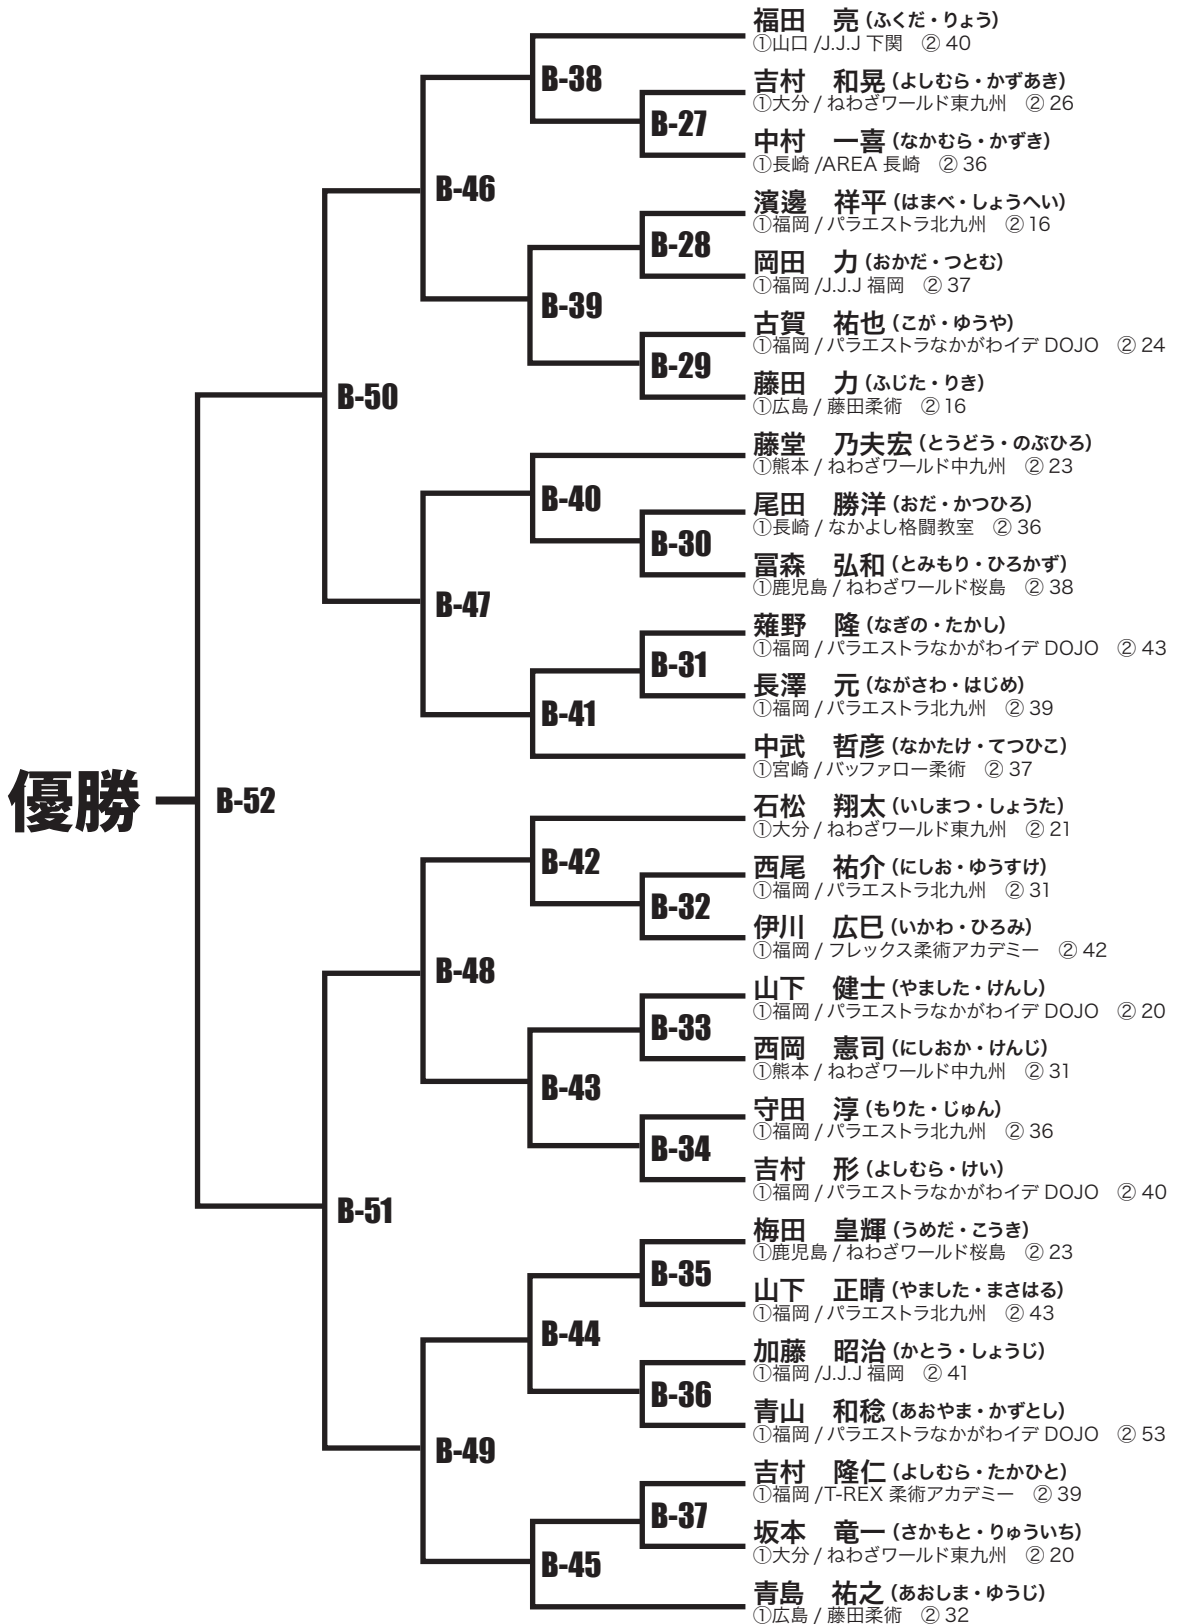 福田　亮（ふくだ・りょう）
①山口 /J.J.J 下関　② 40
B-38
吉村　和晃（よしむら・かずあき）
①大分 / ねわざワールド東九州　② 26
B-27
中村　一喜（なかむら・かずき）
①長崎 /AREA 長崎　② 36
B-46
濱邊　祥平（はまべ・しょうへい）
①福岡 / パラエストラ北九州　② 16
B-28
岡田　力（おかだ・つとむ）
①福岡 /J.J.J 福岡　② 37
B-39
古賀　祐也（こが・ゆうや）
①福岡 / パラエストラなかがわイデ DOJO　② 24
B-29
藤田　力（ふじた・りき）
①広島 / 藤田柔術　② 16
B-50
藤堂　乃夫宏（とうどう・のぶひろ）
①熊本 / ねわざワールド中九州　② 23
B-40
尾田　勝洋（おだ・かつひろ）
①長崎 / なかよし格闘教室　② 36
B-30
冨森　弘和（とみもり・ひろかず）
①鹿児島 / ねわざワールド桜島　② 38
B-47
薙野　隆（なぎの・たかし）
①福岡 / パラエストラなかがわイデ DOJO　② 43
B-31
長澤　元（ながさわ・はじめ）
①福岡 / パラエストラ北九州　② 39
B-41
中武　哲彦（なかたけ・てつひこ）
①宮崎 / バッファロー柔術　② 37
優勝
B-52
石松　翔太（いしまつ・しょうた）
①大分 / ねわざワールド東九州　② 21
B-42
西尾　祐介（にしお・ゆうすけ）
①福岡 / パラエストラ北九州　② 31
B-32
伊川　広巳（いかわ・ひろみ）
①福岡 / フレックス柔術アカデミー　② 42
B-48
山下　健士（やました・けんし）
①福岡 / パラエストラなかがわイデ DOJO　② 20
B-33
西岡　憲司（にしおか・けんじ）
①熊本 / ねわざワールド中九州　② 31
B-43
守田　淳（もりた・じゅん）
①福岡 / パラエストラ北九州　② 36
B-34
吉村　形（よしむら・けい）
①福岡 / パラエストラなかがわイデ DOJO　② 40
B-51
梅田　皇輝（うめだ・こうき）
①鹿児島 / ねわざワールド桜島　② 23
B-35
山下　正晴（やました・まさはる）
①福岡 / パラエストラ北九州　② 43
B-44
加藤　昭治（かとう・しょうじ）
①福岡 /J.J.J 福岡　② 41
B-36
青山　和稔（あおやま・かずとし）
①福岡 / パラエストラなかがわイデ DOJO　② 53
B-49
吉村　隆仁（よしむら・たかひと）
①福岡 /T-REX 柔術アカデミー　② 39
B-37
坂本　竜一（さかもと・りゅういち）
①大分 / ねわざワールド東九州　② 20
B-45
青島　祐之（あおしま・ゆうじ）
①広島 / 藤田柔術　② 32